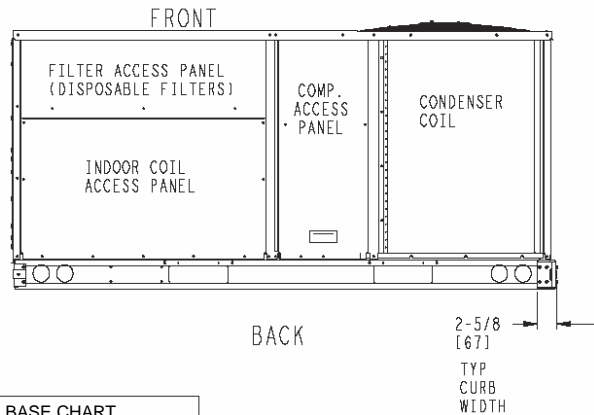 FRONT
FILTER ACCESS PANEL
(DISPOSABLE FILTERS)
COMP.
ACCESS
PANEL
CONDENSER
COIL
INDOOR COIL
ACCESS PANEL
BACK
2-5/8
[67]
TYP
CURB
WIDTH
BASE CHART